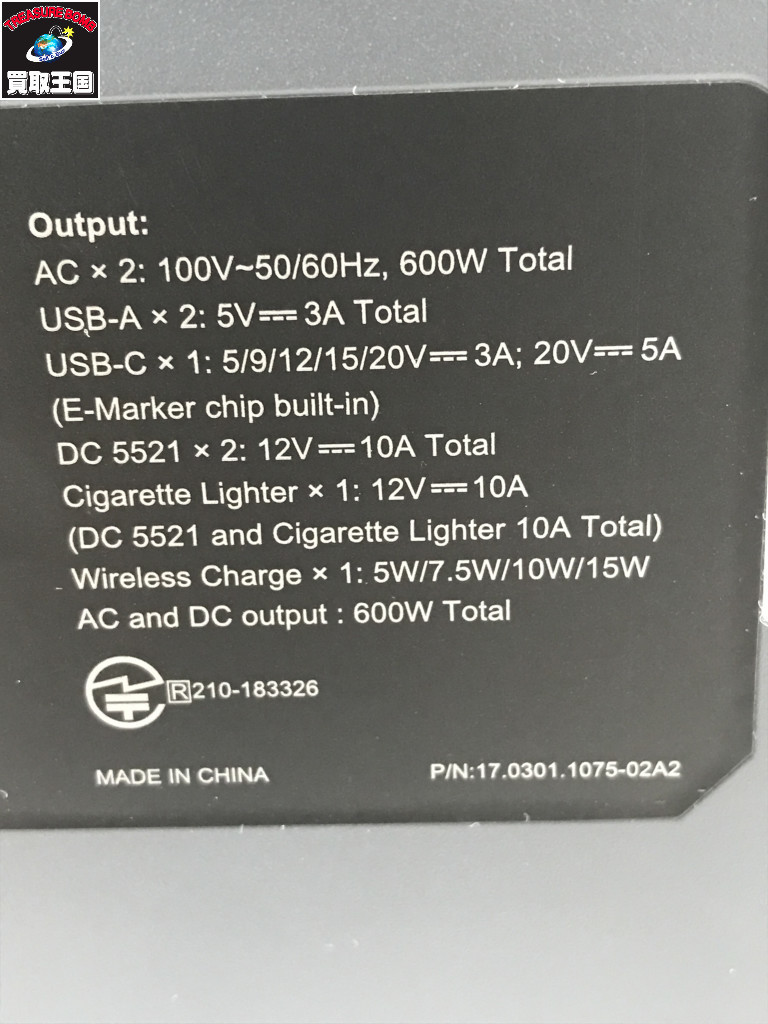 TREASURE BOMB
買取王国
Output:
AC × 2: 100V~50/60Hz, 600W Total
USB-A × 2: 5V⎓3A Total
USB-C × 1: 5/9/12/15/20V⎓3A; 20V⎓5A
(E-Marker chip built-in)
DC 5521 × 2: 12V⎓10A Total
Cigarette Lighter × 1: 12V⎓10A
(DC 5521 and Cigarette Lighter 10A Total)
Wireless Charge × 1: 5W/7.5W/10W/15W
AC and DC output : 600W Total
R 210-183326
MADE IN CHINA
P/N:17.0301.1075-02A2